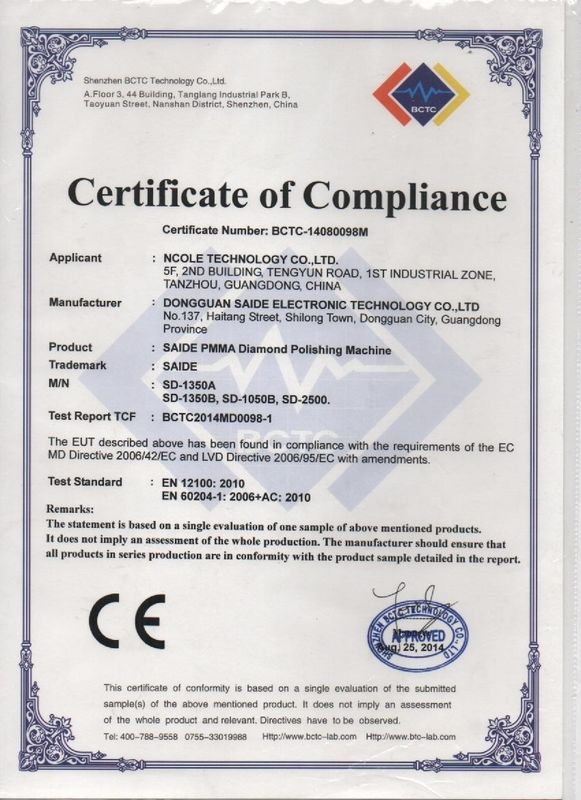 Shenzhen BCTC Technology Co.,Ltd.
A.Floor 3, 44 Building, Tanglang Industrial Park B,
Taoyuan Street, Nanshan District, Shenzhen, China
BCTC
Certificate of Compliance
Certificate Number: BCTC-14080098M
Applicant : NCOLE TECHNOLOGY CO.,LTD.
5F, 2ND BUILDING, TENGYUN ROAD, 1ST INDUSTRIAL ZONE,
TANZHOU, GUANGDONG, CHINA
Manufacturer : DONGGUAN SAIDE ELECTRONIC TECHNOLOGY CO.,LTD
No.137, Haitang Street, Shilong Town, Dongguan City, Guangdong
Province
Product : SAIDE PMMA Diamond Polishing Machine
Trademark : SAIDE
M/N : SD-1350A
SD-1350B, SD-1050B, SD-2500.
Test Report TCF : BCTC2014MD0098-1
BCTC
The EUT described above has been found in compliance with the requirements of the EC
MD Directive 2006/42/EC and LVD Directive 2006/95/EC with amendments.
Test Standard : EN 12100: 2010
EN 60204-1: 2006+AC: 2010
Remarks:
The statement is based on a single evaluation of one sample of above mentioned products.
It does not imply an assessment of the whole production. The manufacturer should ensure that
all products in series production are in conformity with the product sample detailed in the report.
CE
SHENZHEN BCTC TECHNOLOGY CO., LTD
APPROVED
Aug. 25, 2014
This certificate of conformity is based on a single evaluation of the submitted
sample(s) of the above mentioned product. It does not imply an assessment
of the whole product and relevant. Directives have to be observed.
Tel: 400-788-9558 0755-33019988 Http://www.bctc-lab.com Http://www.btc-lab.com